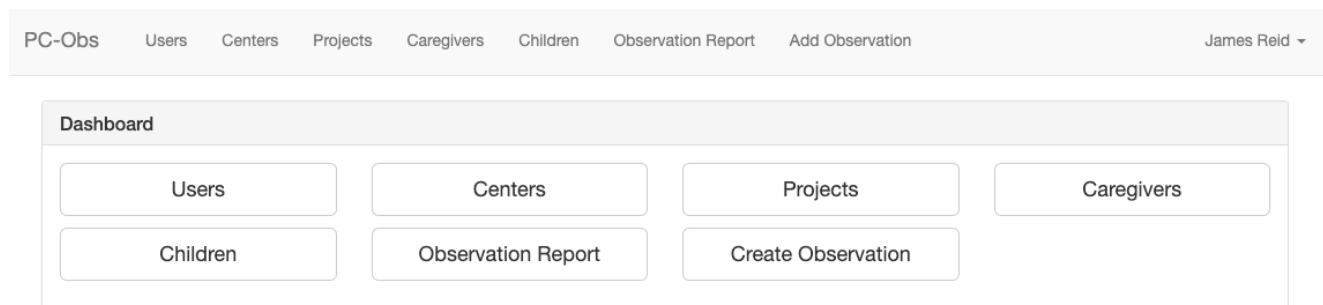 PC-Obs Users Centers Projects Caregivers Children Observation Report Add Observation James Reid
Dashboard
Users Centers Projects Caregivers
Children Observation Report Create Observation